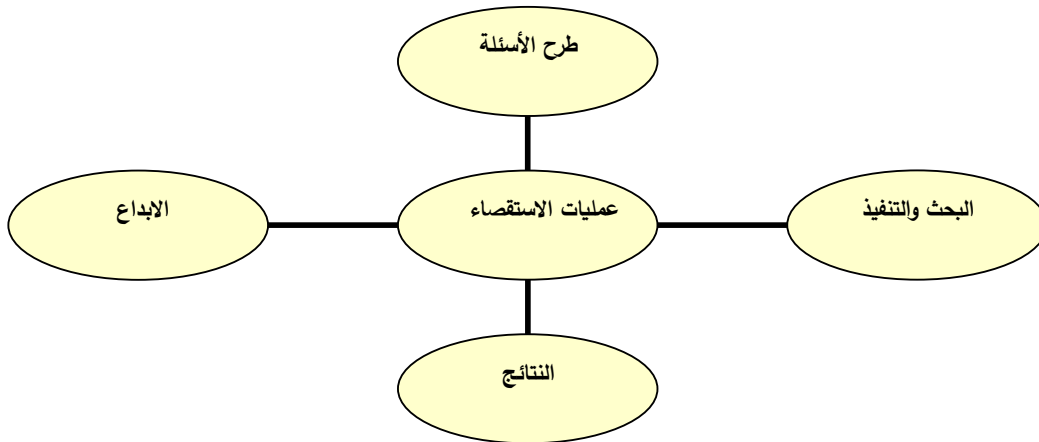 طرح الأسئلة
البحث والتنفيذ
عمليات الاستقصاء
الابداع
النتائج